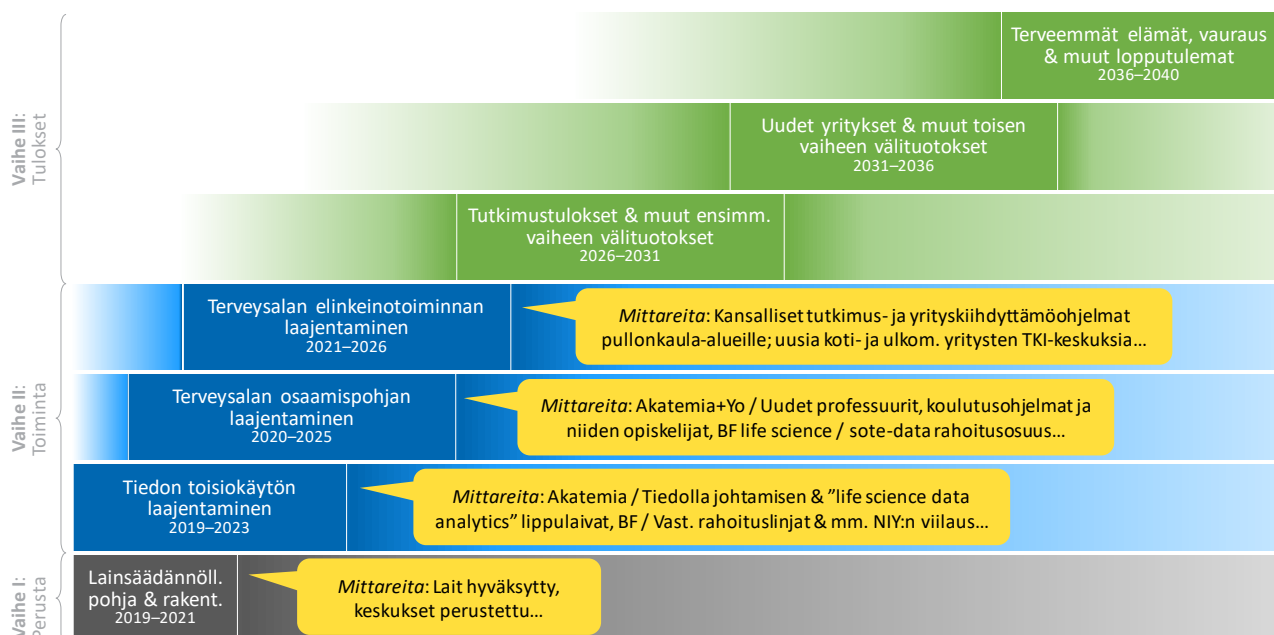 Vaihe III:
Tulokset
Terveemmät elämät, vauraus
& muut lopputulemat
2036–2040
Uudet yritykset & muut toisen
vaiheen välituotokset
2031–2036
Tutkimustulokset & muut ensimm.
vaiheen välituotokset
2026–2031
Vaihe II:
Toiminta
Terveysalan elinkeinotoiminnan
laajentaminen
2021–2026
Mittareita: Kansalliset tutkimus- ja yrityskiihdyttämöohjelmat
pullonkaula-alueille; uusia koti- ja ulkom. yritysten TKI-keskuksia…
Terveysalan osaamispohjan
laajentaminen
2020–2025
Mittareita: Akatemia+Yo / Uudet professuurit, koulutusohjelmat ja
niiden opiskelijat, BF life science / sote-data rahoitusosuus…
Tiedon toisiokäytön
laajentaminen
2019–2023
Mittareita: Akatemia / Tiedolla johtamisen & ”life science data
analytics” lippulaivat, BF / Vast. rahoituslinjat & mm. NIY:n viilaus…
Vaihe I:
Perusta
Lainsäädännöll.
pohja & rakent.
2019–2021
Mittareita: Lait hyväksytty,
keskukset perustettu…